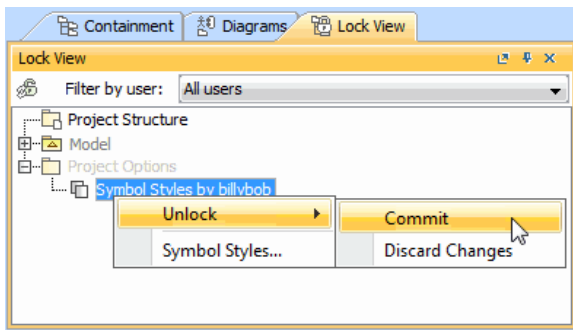 Containment Diagrams Lock View
Lock View
Filter by user: All users
Project Structure
Model
Project Options
Symbol Styles by billybob
Unlock Commit
Symbol Styles... Discard Changes